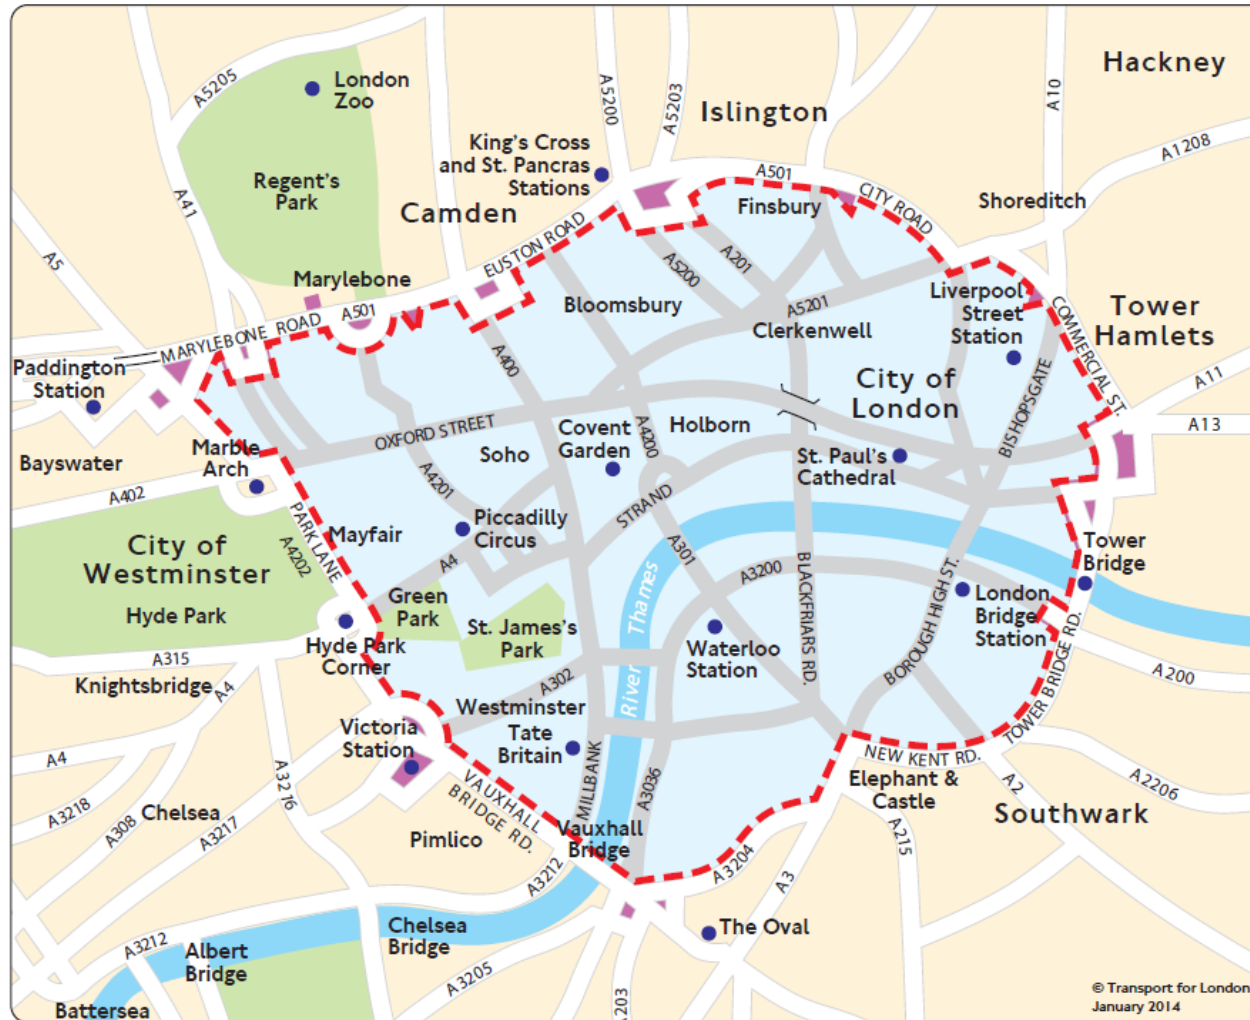 Hackney
London
Zoo
A5205
A5200
A5203
A10
Islington
King's Cross
and St. Pancras
Stations
A1208
Regent's
Park
A41
A501
CITY ROAD
Finsbury
Shoreditch
Camden
EUSTON ROAD
A5
Marylebone
A5200
A201
Bloomsbury
A5201
Liverpool
Street
Station
Clerkenwell
COMMERCIAL ST.
Tower
Hamlets
MARYLEBONE ROAD
A501
Paddington
Station
A400
City of
London
BISHOPSGATE
A11
A13
OXFORD STREET
Covent
Garden
A4200
Holborn
Marble
Arch
Soho
St. Paul's
Cathedral
Bayswater
A402
A4201
STRAND
PARK LANE
A4202
Mayfair
Piccadilly
Circus
A4
City of
Westminster
Hyde Park
A301
A3200
BLACKFRIARS RD.
BOROUGH HIGH ST.
Tower
Bridge
Green
Park
St. James's
Park
River Thames
London
Bridge
Station
Hyde Park
Corner
Waterloo
Station
A315
Knightsbridge
A4
A302
TOWER BRIDGE RD.
A200
Westminster
Tate
Britain
Victoria
Station
A4
A3216
MILLBANK
A3036
NEW KENT RD.
Elephant &
Castle
A2
A2206
VAUXHALL
BRIDGE RD.
A3218
A308
Chelsea
A3217
Pimlico
Vauxhall
Bridge
Southwark
A215
A3212
A3204
A3
Chelsea
Bridge
The Oval
A3212
Albert
Bridge
A3205
A203
Battersea
© Transport for London
January 2014